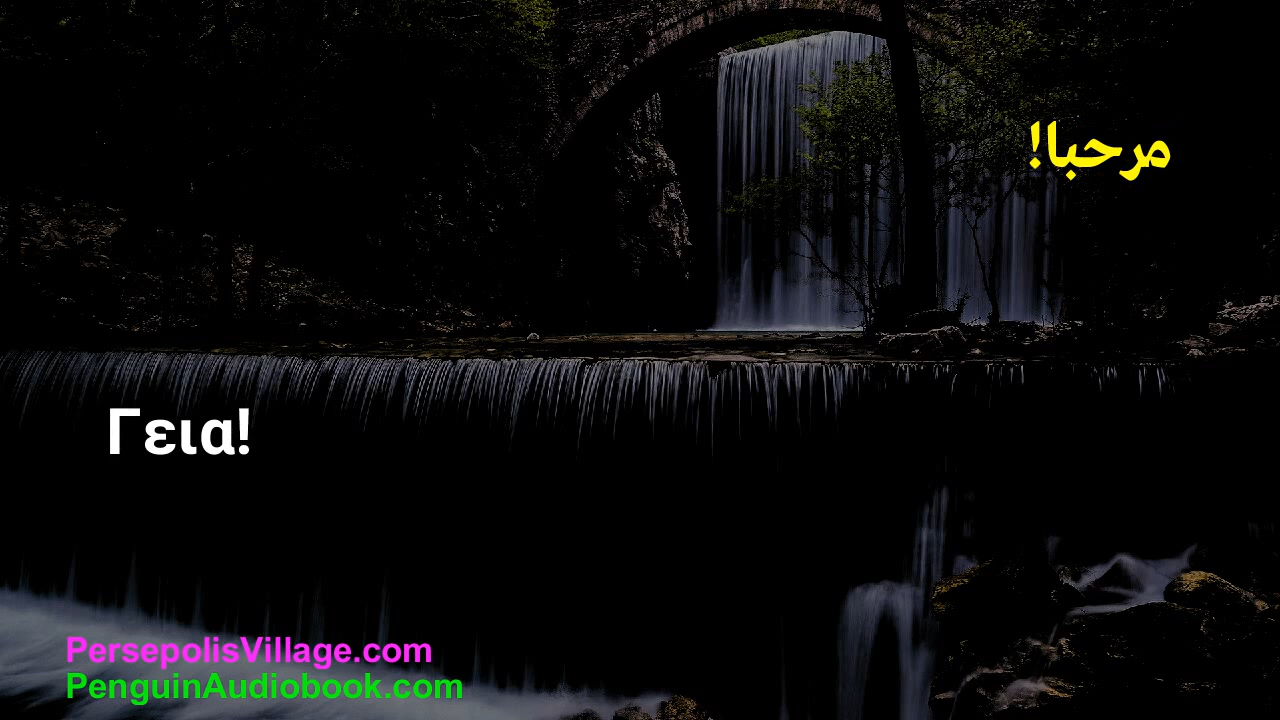 مرحبا!
Γεια!
PersepolisVillage.com
PenguinAudiobook.com